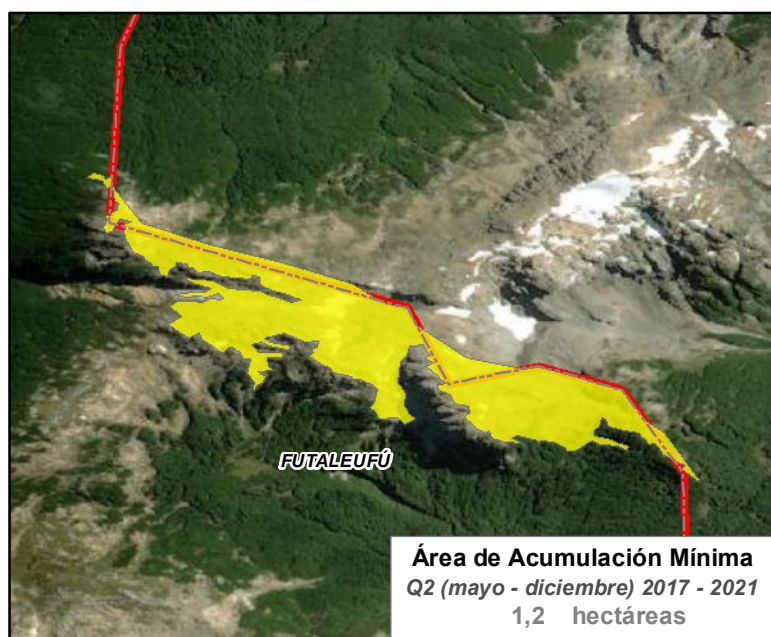 FUTALEUFÚ
Área de Acumulación Mínima
Q2 (mayo - diciembre) 2017 - 2021
1,2 hectáreas